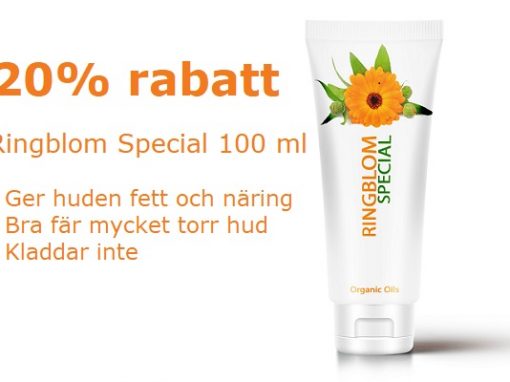 20% rabatt
Ringblom Special 100 ml
Ger huden fett och näring
Bra fär mycket torr hud
Kladdar inte
RINGBLOM
SPECIAL
Organic Oils